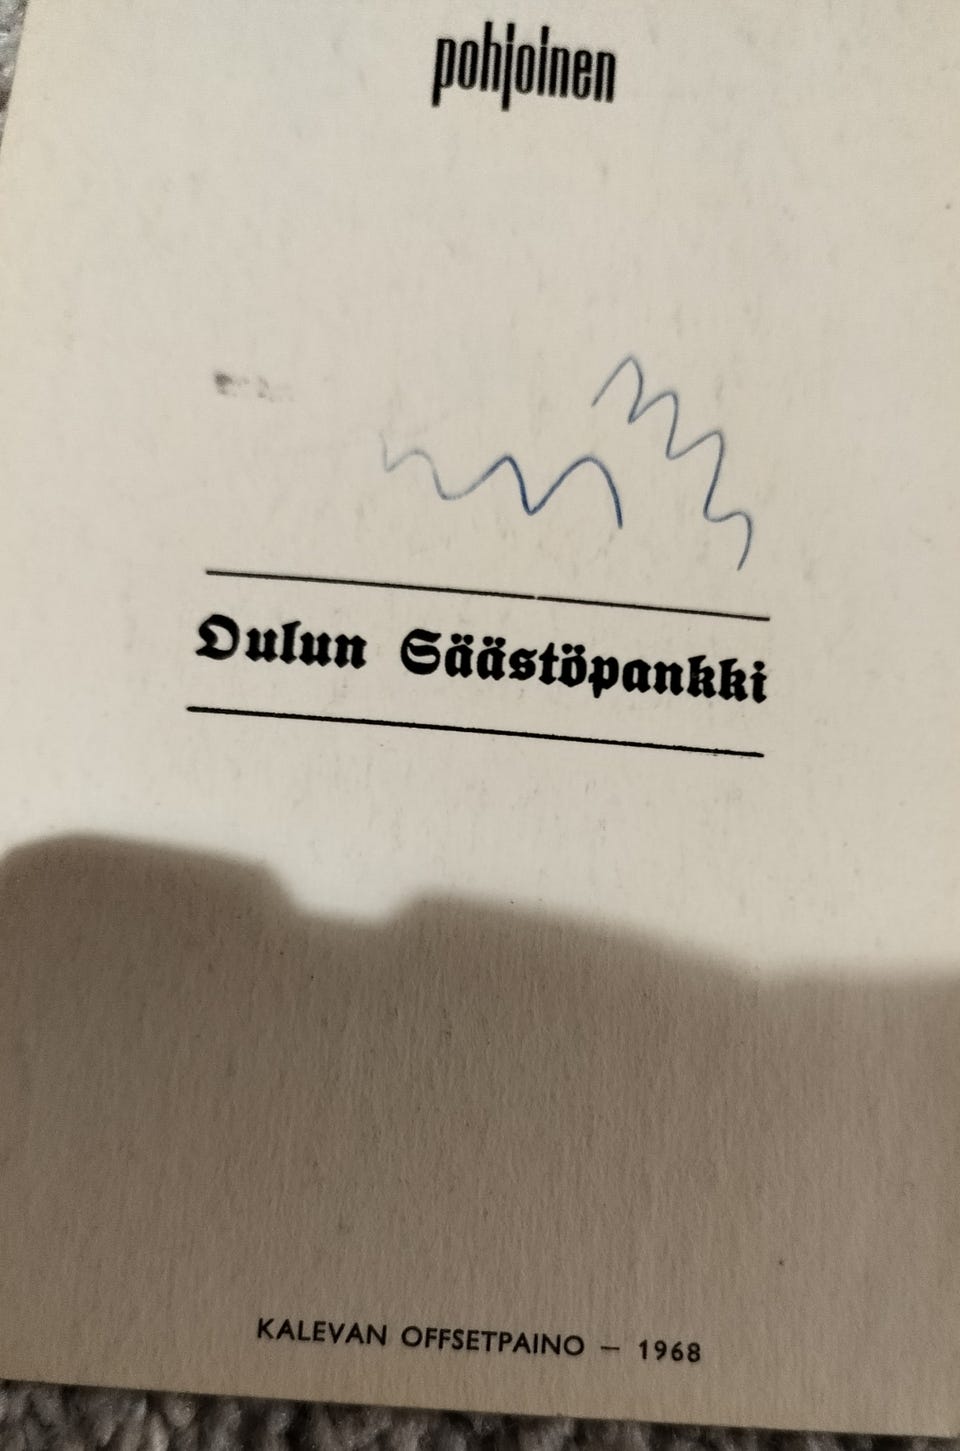 pohjoinen
Oulun Säästöpankki
KALEVAN OFFSETPAINO — 1968